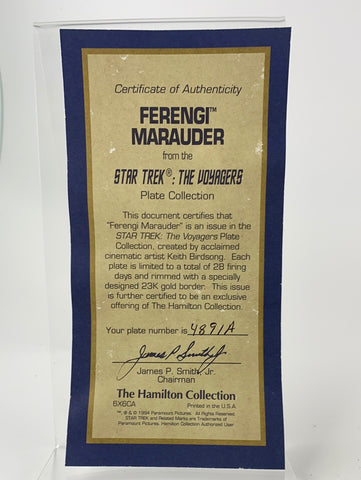 Certificate of Authenticity
FERENGI™
MARAUDER
from the
STAR TREK®: THE VOYAGERS
Plate Collection
This document certifies that
"Ferengi Marauder" is an issue in the
STAR TREK: The Voyagers Plate
Collection, created by acclaimed
cinematic artist Keith Birdsong. Each
plate is limited to a total of 28 firing
days and rimmed with a specially
designed 23K gold border. This issue
is further certified to be an exclusive
offering of The Hamilton Collection.
Your plate number is 4891A
James P. Smith, Jr.
James P. Smith, Jr.
Chairman
The Hamilton Collection
6X6CA Printed in the U.S.A
™, ® & © 1994 Paramount Pictures. All Rights Reserved.
STAR TREK and Related Marks are Trademarks of
Paramount Pictures. Hamilton Collection Authorized User